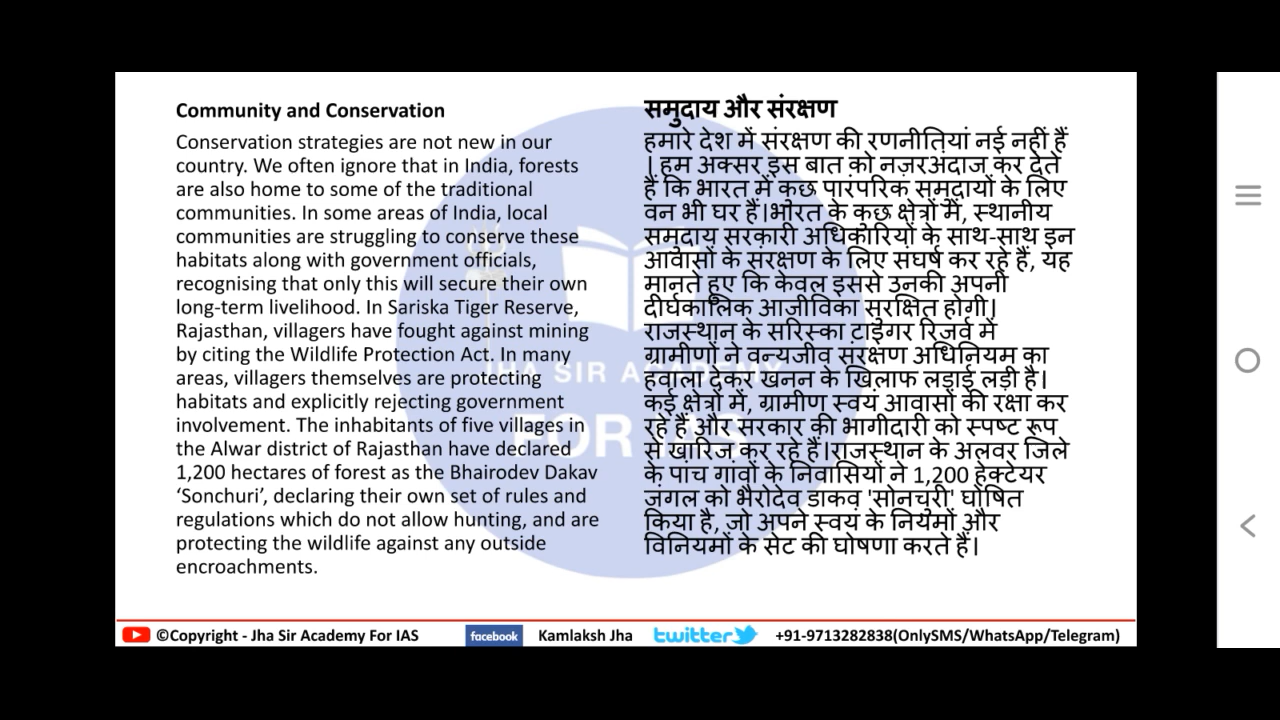 Community and Conservation
Conservation strategies are not new in our
country. We often ignore that in India, forests
are also home to some of the traditional
communities. In some areas of India, local
communities are struggling to conserve these
habitats along with government officials,
recognising that only this will secure their own
long-term livelihood. In Sariska Tiger Reserve,
Rajasthan, villagers have fought against mining
by citing the Wildlife Protection Act. In many
areas, villagers themselves are protecting
habitats and explicitly rejecting government
involvement. The inhabitants of five villages in
the Alwar district of Rajasthan have declared
1,200 hectares of forest as the Bhairodev Dakav
‘Sonchuri’, declaring their own set of rules and
regulations which do not allow hunting, and are
protecting the wildlife against any outside
encroachments.
समुदाय और संरक्षण
हमारे देश में संरक्षण की रणनीतियां नई नहीं हैं
| हम अक्सर इस बात को नज़रअंदाज कर देते
हैं कि भारत में कुछ पारंपरिक समुदायों के लिए
वन भी घर हैं।भारत के कुछ क्षेत्रों में, स्थानीय
समुदाय सरकारी अधिकारियों के साथ-साथ इन
आवासों के संरक्षण के लिए संघर्ष कर रहे हैं, यह
मानते हुए कि केवल इससे उनकी अपनी
दीर्घकालिक आजीविका सुरक्षित होगी।
राजस्थान के सरिस्का टाइगर रिजर्व में
ग्रामीणों ने वन्यजीव संरक्षण अधिनियम का
हवाला देकर खनन के खिलाफ लड़ाई लड़ी है।
कई क्षेत्रों में, ग्रामीण स्वयं आवासों की रक्षा कर
रहे हैं और सरकार की भागीदारी को स्पष्ट रूप
से खारिज कर रहे हैं।राजस्थान के अलवर जिले
के पांच गांवों के निवासियों ने 1,200 हेक्टेयर
जंगल को भैरोदेव डाकव 'सोनचुरी' घोषित
किया है, जो अपने स्वयं के नियमों और
विनियमों के सेट की घोषणा करते हैं।
JHA SIR ACADEMY
FOR IAS
©Copyright - Jha Sir Academy For IAS facebook Kamlaksh Jha twitter +91-9713282838(OnlySMS/WhatsApp/Telegram)